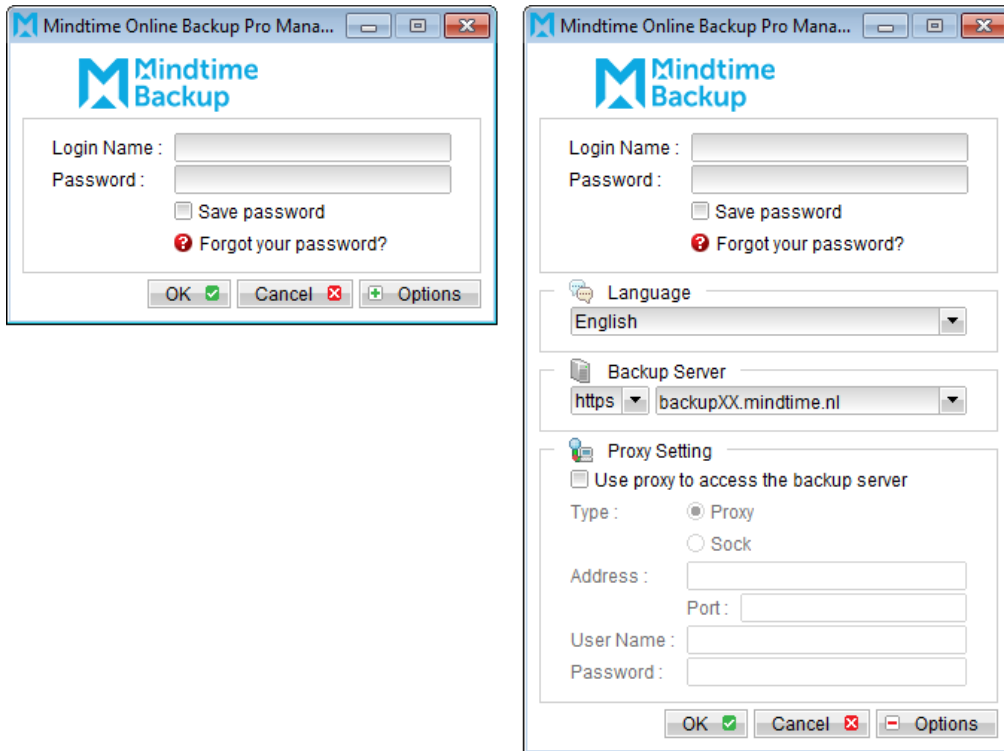 Mindtime Online Backup Pro Mana...
Mindtime
Backup
Login Name :
Password :
Save password
Forgot your password?
OK Cancel Options
Mindtime Online Backup Pro Mana...
Mindtime
Backup
Login Name :
Password :
Save password
Forgot your password?
Language
English
Backup Server
https backupXX.mindtime.nl
Proxy Setting
Use proxy to access the backup server
Type : Proxy
Sock
Address :
Port :
User Name :
Password :
OK Cancel Options